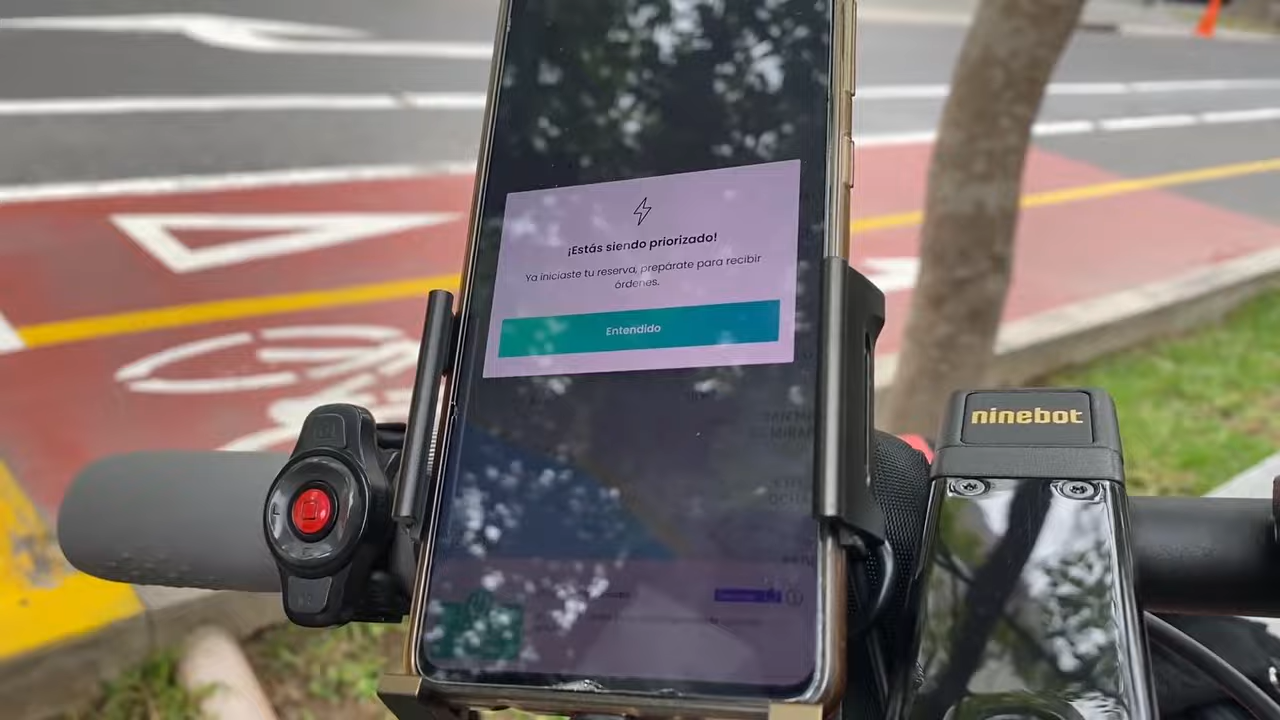 ¡Estás siendo priorizado!
Ya iniciaste tu reserva, prepárate para recibir
órdenes.
Entendido
ninebot